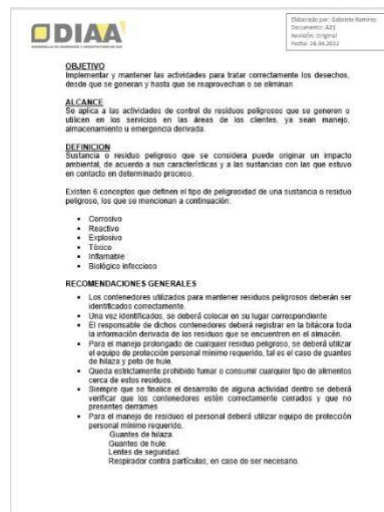 DIAA
DESARROLLO DE INGENIERÍA Y ARQUITECTURA
Elaborado por: Gabriela Ramírez
Documento: A21
Revisión: Original
Fecha: 26.04.2022
OBJETIVO
Implementar y mantener las actividades para tratar correctamente los desechos,
desde que se generan y hasta que se reaprovechan o se eliminan.
ALCANCE
Se aplica a las actividades de control de residuos peligrosos que se generen o
utilicen en los servicios en las áreas de los clientes, ya sean manejo,
almacenamiento u emergencia derivada.
DEFINICION
Sustancia o residuo peligroso que se considera puede originar un impacto
ambiental, de acuerdo a sus características y a las sustancias con las que estuvo
en contacto en determinado proceso.
Existen 6 conceptos que definen el tipo de peligrosidad de una sustancia o residuo
peligroso, los que se mencionan a continuación:
• Corrosivo
• Reactivo
• Explosivo
• Tóxico
• Inflamable
• Biológico infeccioso
RECOMENDACIONES GENERALES
• Los contenedores utilizados para mantener residuos peligrosos deberán ser
identificados correctamente.
• Una vez identificados, se deberá colocar en su lugar correspondiente
• El responsable de dichos contenedores deberá registrar en la bitácora toda
la información derivada de los residuos que se encuentren en el almacén.
• Para el manejo prolongado de cualquier residuo peligroso, se deberá utilizar
el equipo de protección personal mínimo requerido, tal es el caso de guantes
de hilaza y peto de hule.
• Queda estrictamente prohibido fumar o consumir cualquier tipo de alimentos
cerca de estos residuos.
• Siempre que se finalice el desarrollo de alguna actividad dentro se deberá
verificar que los contenedores estén correctamente cerrados y que no
presentes derrames
• Para el manejo de residuos el personal deberá utilizar equipo de protección
personal mínimo requerido.
Guantes de hilaza.
Guantes de hule.
Lentes de seguridad.
Respirador contra partículas, en caso de ser necesario.